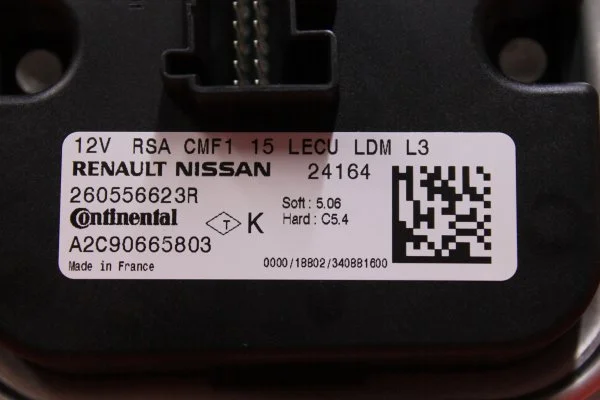 12V RSA CMF1 15 LECU LDM L3
RENAULT NISSAN 24164
260556623R
Soft : 5.06
Continental T K Hard : C5.4
A2C90665803
Made in France 0000/18802/340881600